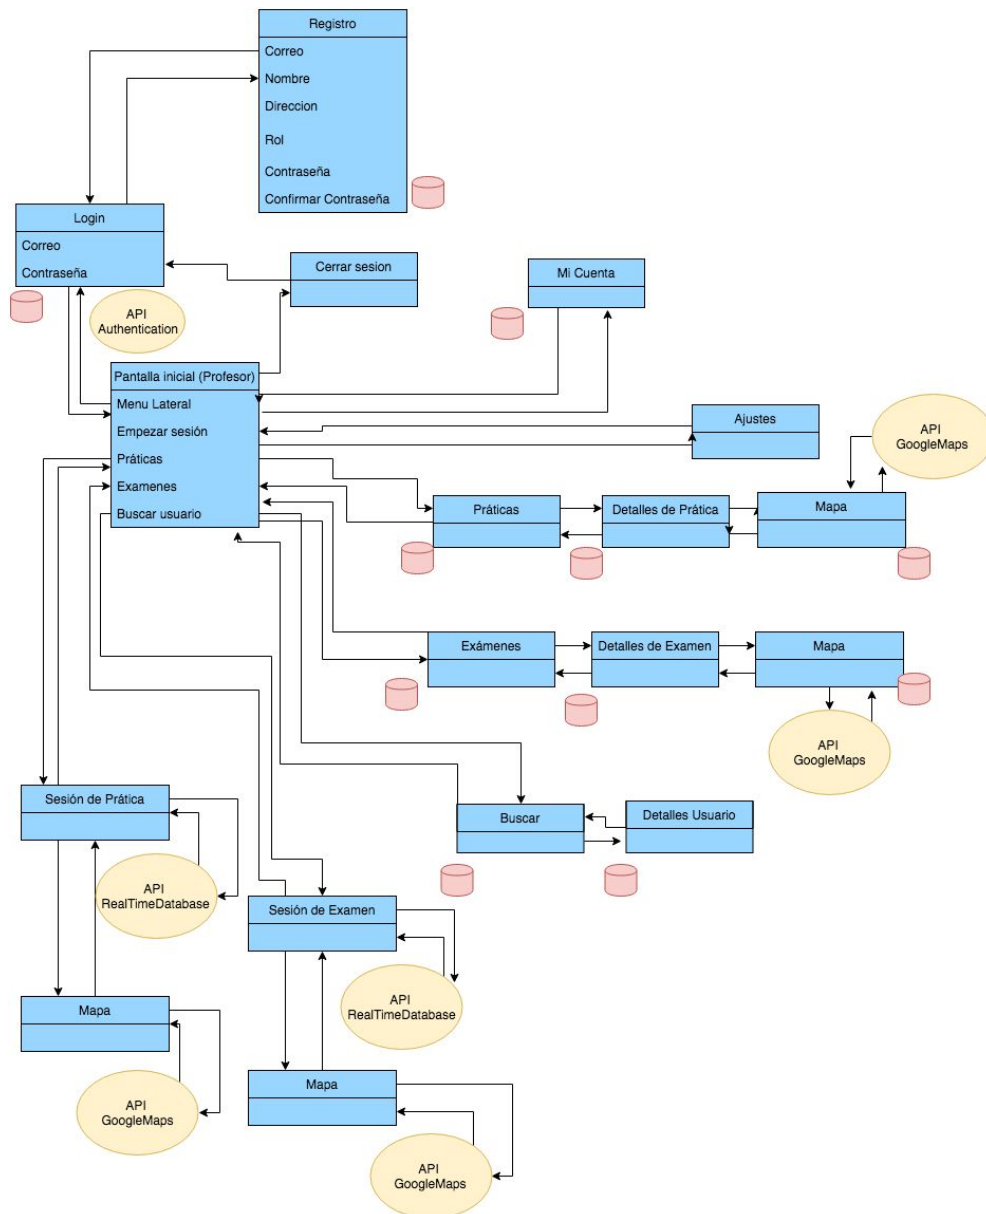 Registro
Correo
Nombre
Direccion
Rol
Contraseña
Confirmar Contraseña
Login
Correo
Contraseña
API
Authentication
Cerrar sesion
Mi Cuenta
Pantalla inicial (Profesor)
Menu Lateral
Empezar sesión
Práticas
Examenes
Buscar usuario
Ajustes
API
GoogleMaps
Práticas
Detalles de Prática
Mapa
Exámenes
Detalles de Examen
Mapa
API
GoogleMaps
Sesión de Prática
Buscar
Detalles Usuario
API
RealTimeDatabase
Sesión de Examen
API
RealTimeDatabase
Mapa
API
GoogleMaps
Mapa
API
GoogleMaps